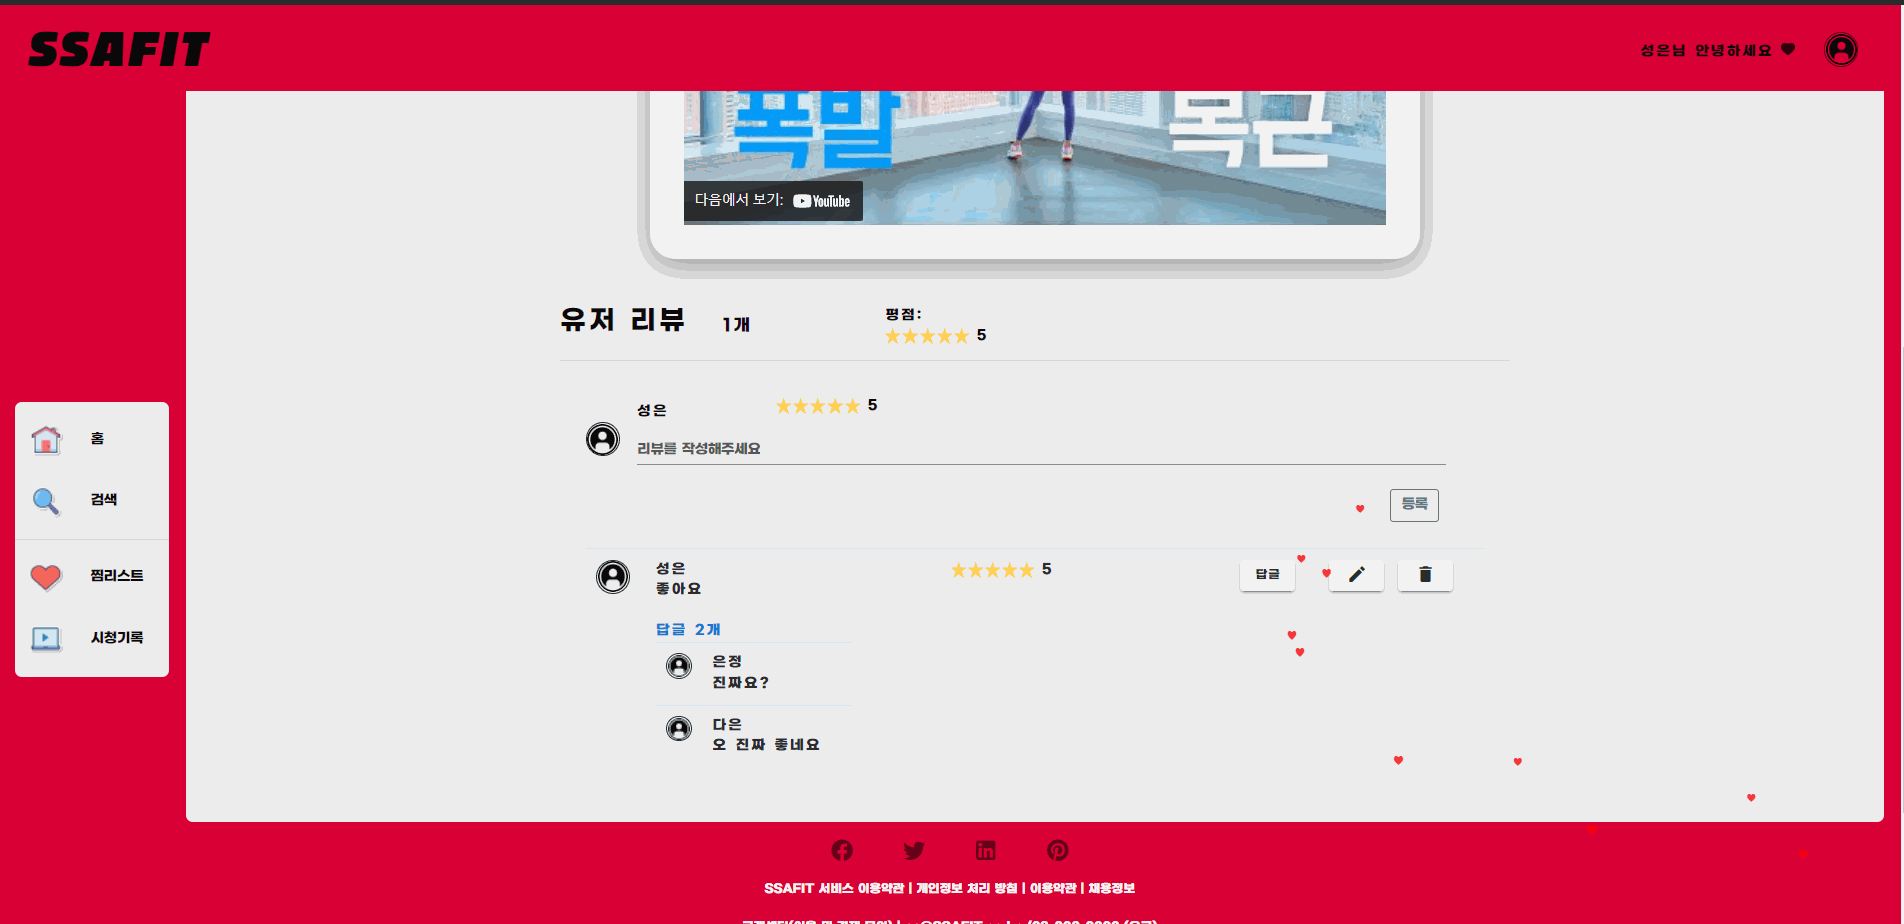 SSAFIT
성은님 안녕하세요
폭발
복근
다음에서 보기: YouTube
유저 리뷰 1개
평점:
5
성은 5
리뷰를 작성해주세요
등록
성은 5 답글
좋아요
답글 2개
은정
진짜요?
다은
오 진짜 좋네요
홈
검색
찜리스트
시청기록
SSAFIT 서비스 이용약관 | 개인정보 처리 방침 | 이용약관 | 채용정보